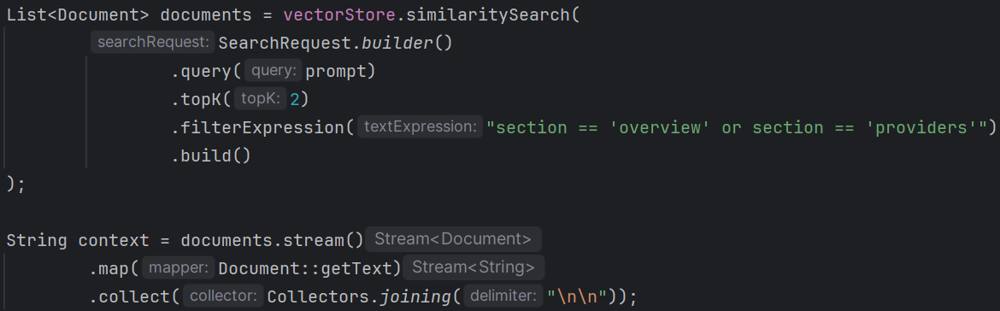 List<Document> documents = vectorStore.similaritySearch(
searchRequest: SearchRequest.builder()
.query( query: prompt)
.topK( topK: 2)
.filterExpression( textExpression: "section == 'overview' or section == 'providers'")
.build()
);
String context = documents.stream() Stream<Document>
.map( mapper: Document::getText) Stream<String>
.collect( collector: Collectors.joining( delimiter: "\n\n"));